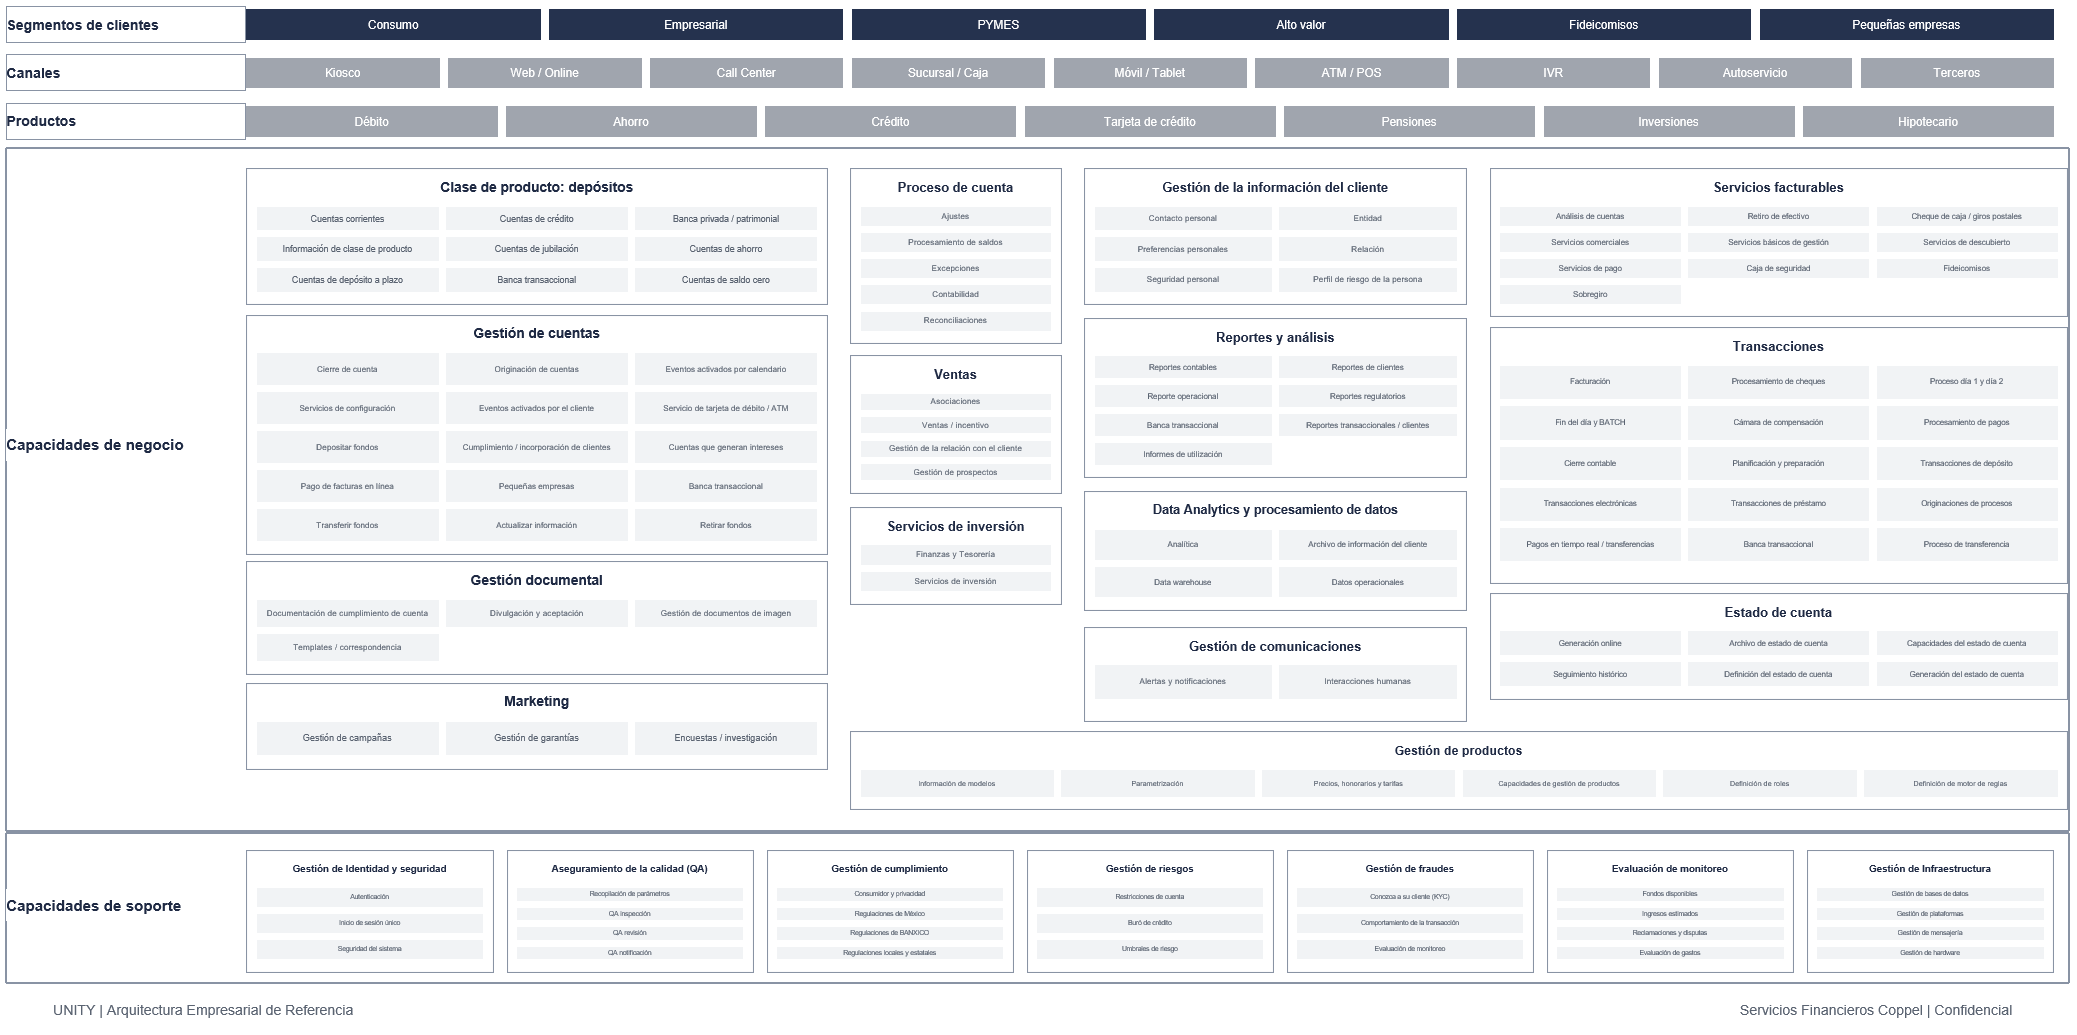 Segmentos de clientes
Consumo
Empresarial
PYMES
Alto valor
Fideicomisos
Pequeñas empresas
Canales
Kiosco
Web / Online
Call Center
Sucursal / Caja
Móvil / Tablet
ATM / POS
IVR
Autoservicio
Terceros
Productos
Débito
Ahorro
Crédito
Tarjeta de crédito
Pensiones
Inversiones
Hipotecario
Capacidades de negocio
Clase de producto: depósitos
Cuentas corrientes
Cuentas de crédito
Banca privada / patrimonial
Información de clase de producto
Cuentas de jubilación
Cuentas de ahorro
Cuentas de depósito a plazo
Banca transaccional
Cuentas de saldo cero
Gestión de cuentas
Cierre de cuenta
Originación de cuentas
Eventos activados por calendario
Servicios de configuración
Eventos activados por el cliente
Servicio de tarjeta de débito / ATM
Depositar fondos
Cumplimiento / incorporación de clientes
Cuentas que generan intereses
Pago de facturas en línea
Pequeñas empresas
Banca transaccional
Transferir fondos
Actualizar información
Retirar fondos
Gestión documental
Documentación de cumplimiento de cuenta
Divulgación y aceptación
Gestión de documentos de imagen
Templates / correspondencia
Marketing
Gestión de campañas
Gestión de garantías
Encuestas / investigación
Proceso de cuenta
Ajustes
Procesamiento de saldos
Excepciones
Contabilidad
Reconciliaciones
Ventas
Asociaciones
Ventas / incentivo
Gestión de la relación con el cliente
Gestión de prospectos
Servicios de inversión
Finanzas y Tesorería
Servicios de inversión
Gestión de la información del cliente
Contacto personal
Entidad
Preferencias personales
Relación
Seguridad personal
Perfil de riesgo de la persona
Reportes y análisis
Reportes contables
Reportes de clientes
Reporte operacional
Reportes regulatorios
Banca transaccional
Reportes transaccionales / clientes
Informes de utilización
Data Analytics y procesamiento de datos
Analítica
Archivo de información del cliente
Data warehouse
Datos operacionales
Gestión de comunicaciones
Alertas y notificaciones
Interacciones humanas
Servicios facturables
Análisis de cuentas
Retiro de efectivo
Cheque de caja / giros postales
Servicios comerciales
Servicios básicos de gestión
Servicios de descubierto
Servicios de pago
Caja de seguridad
Fideicomisos
Sobregiro
Transacciones
Facturación
Procesamiento de cheques
Proceso día 1 y día 2
Fin del día y BATCH
Cámara de compensación
Procesamiento de pagos
Cierre contable
Planificación y preparación
Transacciones de depósito
Transacciones electrónicas
Transacciones de préstamo
Originaciones de procesos
Pagos en tiempo real / transferencias
Banca transaccional
Proceso de transferencia
Estado de cuenta
Generación online
Archivo de estado de cuenta
Capacidades del estado de cuenta
Seguimiento histórico
Definición del estado de cuenta
Generación del estado de cuenta
Gestión de productos
Información de modelos
Parametrización
Precios, honorarios y tarifas
Capacidades de gestión de productos
Definición de roles
Definición de motor de reglas
Capacidades de soporte
Gestión de Identidad y seguridad
Autenticación
Inicio de sesión único
Seguridad del sistema
Aseguramiento de la calidad (QA)
Recopilación de parámetros
QA inspección
QA revisión
QA notificación
Gestión de cumplimiento
Consumidor y privacidad
Regulaciones de México
Regulaciones de BANXICO
Regulaciones locales y estatales
Gestión de riesgos
Restricciones de cuenta
Buró de crédito
Umbrales de riesgo
Gestión de fraudes
Conozca a su cliente (KYC)
Comportamiento de la transacción
Evaluación de monitoreo
Evaluación de monitoreo
Fondos disponibles
Ingresos estimados
Reclamaciones y disputas
Evaluación de gastos
Gestión de Infraestructura
Gestión de bases de datos
Gestión de plataformas
Gestión de mensajería
Gestión de hardware
UNITY | Arquitectura Empresarial de Referencia
Servicios Financieros Coppel | Confidencial